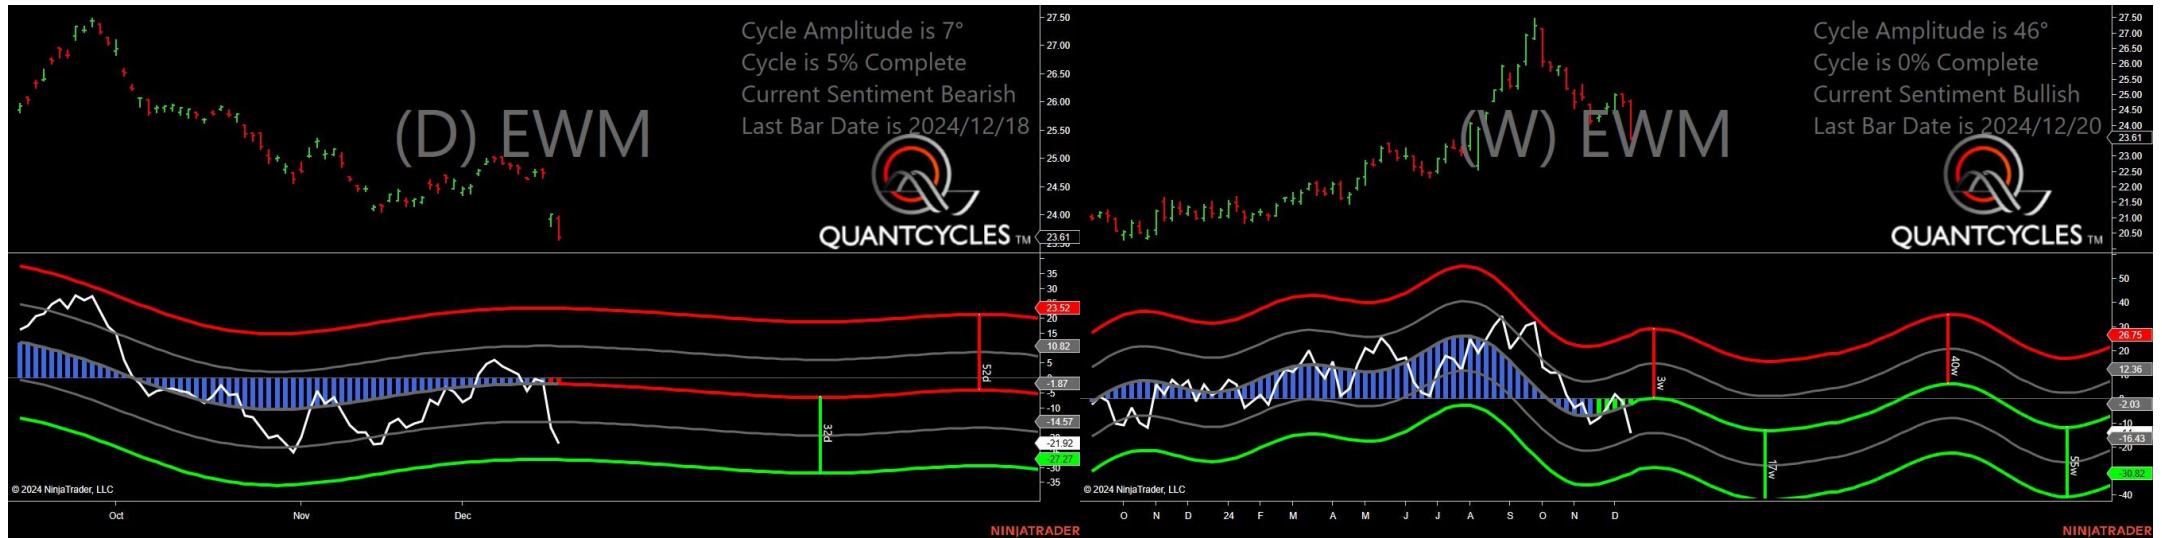 Cycle Amplitude is 7°
Cycle is 5% Complete
Current Sentiment Bearish
Last Bar Date is 2024/12/18
(D) EWM
QUANTCYCLES TM
27.50
27.00
26.50
26.00
25.50
25.00
24.50
24.00
23.61
35
30
23.52
20
15
10.82
5
-1.87
-5
-10
-14.57
-21.92
-27.27
-30
-35
52d
32d
© 2024 NinjaTrader, LLC
Oct
Nov
Dec
NINJATRADER
Cycle Amplitude is 46°
Cycle is 0% Complete
Current Sentiment Bullish
Last Bar Date is 2024/12/20
(W) EWM
QUANTCYCLES TM
27.50
27.00
26.50
26.00
25.50
25.00
24.50
24.00
23.61
23.00
22.50
22.00
21.50
21.00
20.50
50
40
30
26.75
20
12.36
-2.03
-10
-16.43
-20
-30.82
-40
3w
17w
40w
55w
© 2024 NinjaTrader, LLC
O N D 24 F M A M J J A S O N D
NINJATRADER